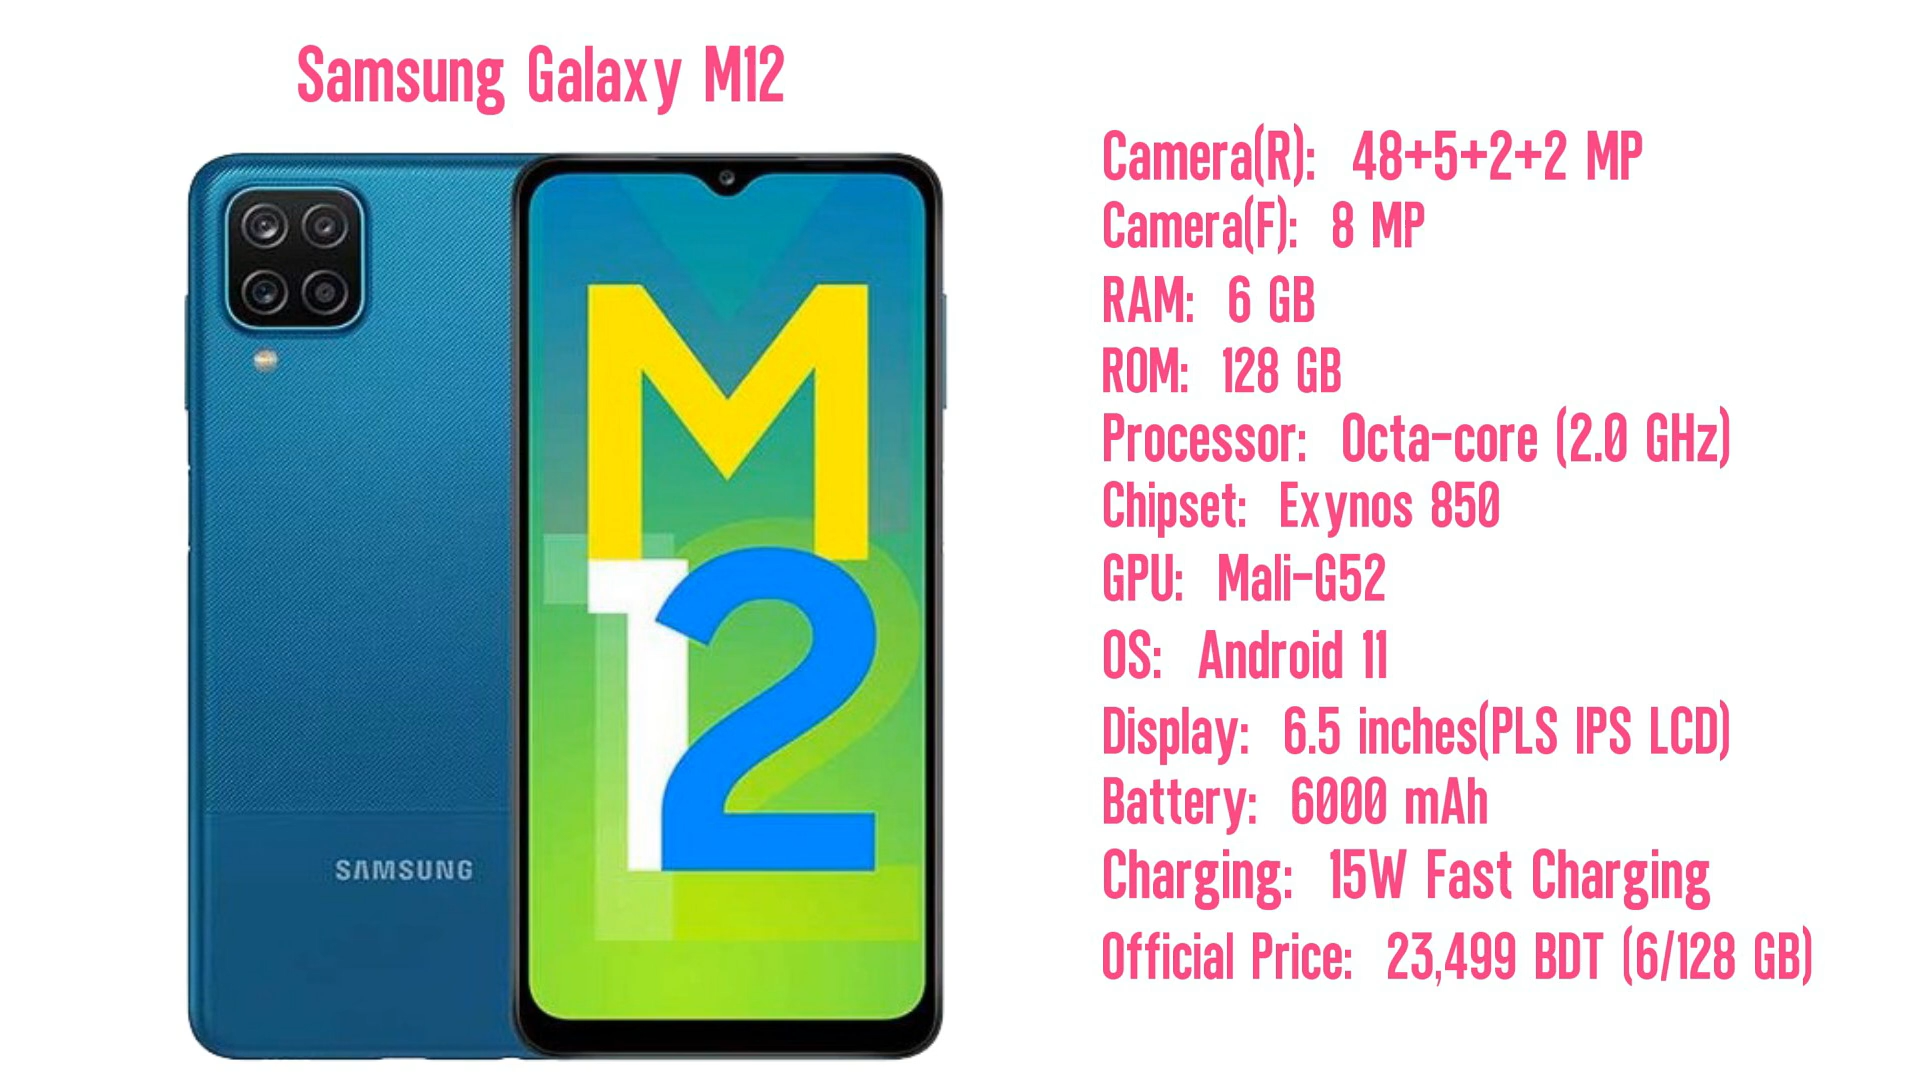 Samsung Galaxy M12
SAMSUNG
M
12
Camera(R): 48+5+2+2 MP
Camera(F): 8 MP
RAM: 6 GB
ROM: 128 GB
Processor: Octa-core (2.0 GHz)
Chipset: Exynos 850
GPU: Mali-G52
OS: Android 11
Display: 6.5 inches(PLS IPS LCD)
Battery: 6000 mAh
Charging: 15W Fast Charging
Official Price: 23,499 BDT (6/128 GB)